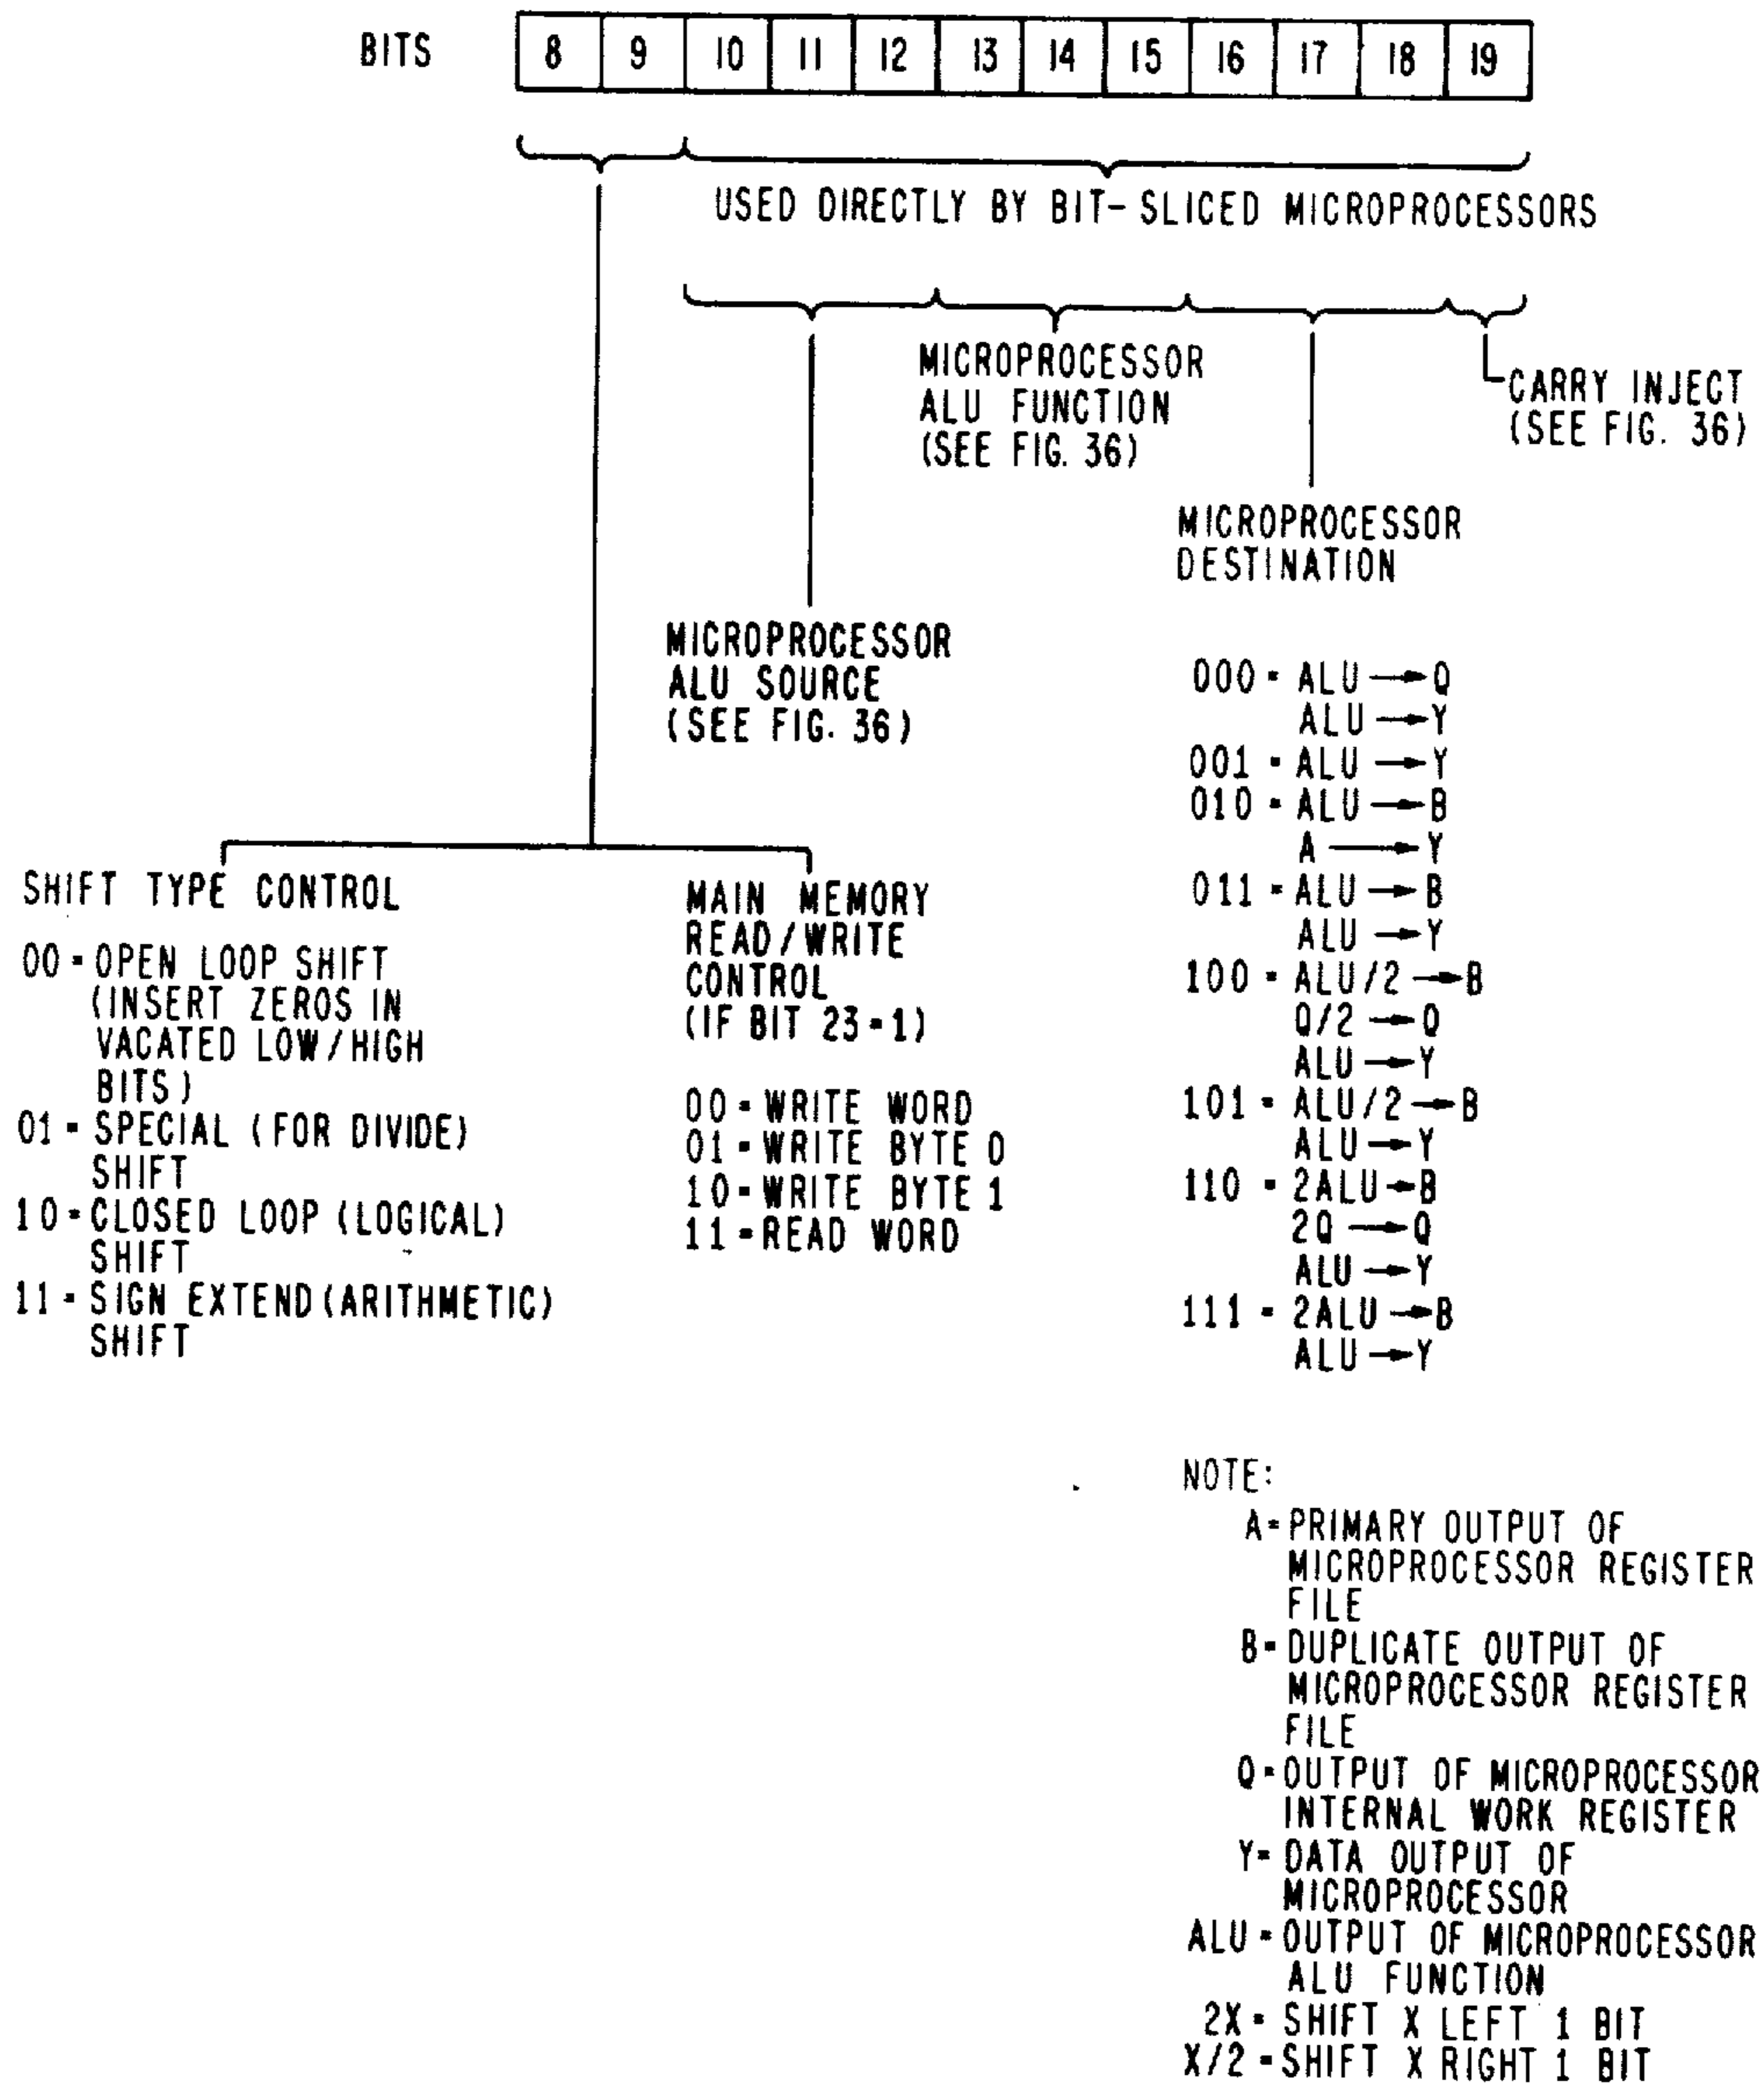 BITS 8 9 10 11 12 13 14 15 16 17 18 19
USED DIRECTLY BY BIT-SLICED MICROPROCESSORS
MICROPROCESSOR
ALU FUNCTION
(SEE FIG. 36)
CARRY INJECT
(SEE FIG. 36)
MICROPROCESSOR
DESTINATION
MICROPROCESSOR
ALU SOURCE
(SEE FIG. 36)
000 = ALU → Q
ALU → Y
001 = ALU → Y
010 = ALU → B
A → Y
011 = ALU → B
ALU → Y
100 = ALU/2 → B
Q/2 → Q
ALU → Y
101 = ALU/2 → B
ALU → Y
110 = 2ALU → B
2Q → Q
ALU → Y
111 = 2ALU → B
ALU → Y
SHIFT TYPE CONTROL
00 = OPEN LOOP SHIFT
(INSERT ZEROS IN
VACATED LOW/HIGH
BITS)
01 = SPECIAL (FOR DIVIDE)
SHIFT
10 = CLOSED LOOP (LOGICAL)
SHIFT
11 = SIGN EXTEND (ARITHMETIC)
SHIFT
MAIN MEMORY
READ/WRITE
CONTROL
(IF BIT 23=1)
00 = WRITE WORD
01 = WRITE BYTE 0
10 = WRITE BYTE 1
11 = READ WORD
NOTE:
A = PRIMARY OUTPUT OF
MICROPROCESSOR REGISTER
FILE
B = DUPLICATE OUTPUT OF
MICROPROCESSOR REGISTER
FILE
Q = OUTPUT OF MICROPROCESSOR
INTERNAL WORK REGISTER
Y = DATA OUTPUT OF
MICROPROCESSOR
ALU = OUTPUT OF MICROPROCESSOR
ALU FUNCTION
2X = SHIFT X LEFT 1 BIT
X/2 = SHIFT X RIGHT 1 BIT